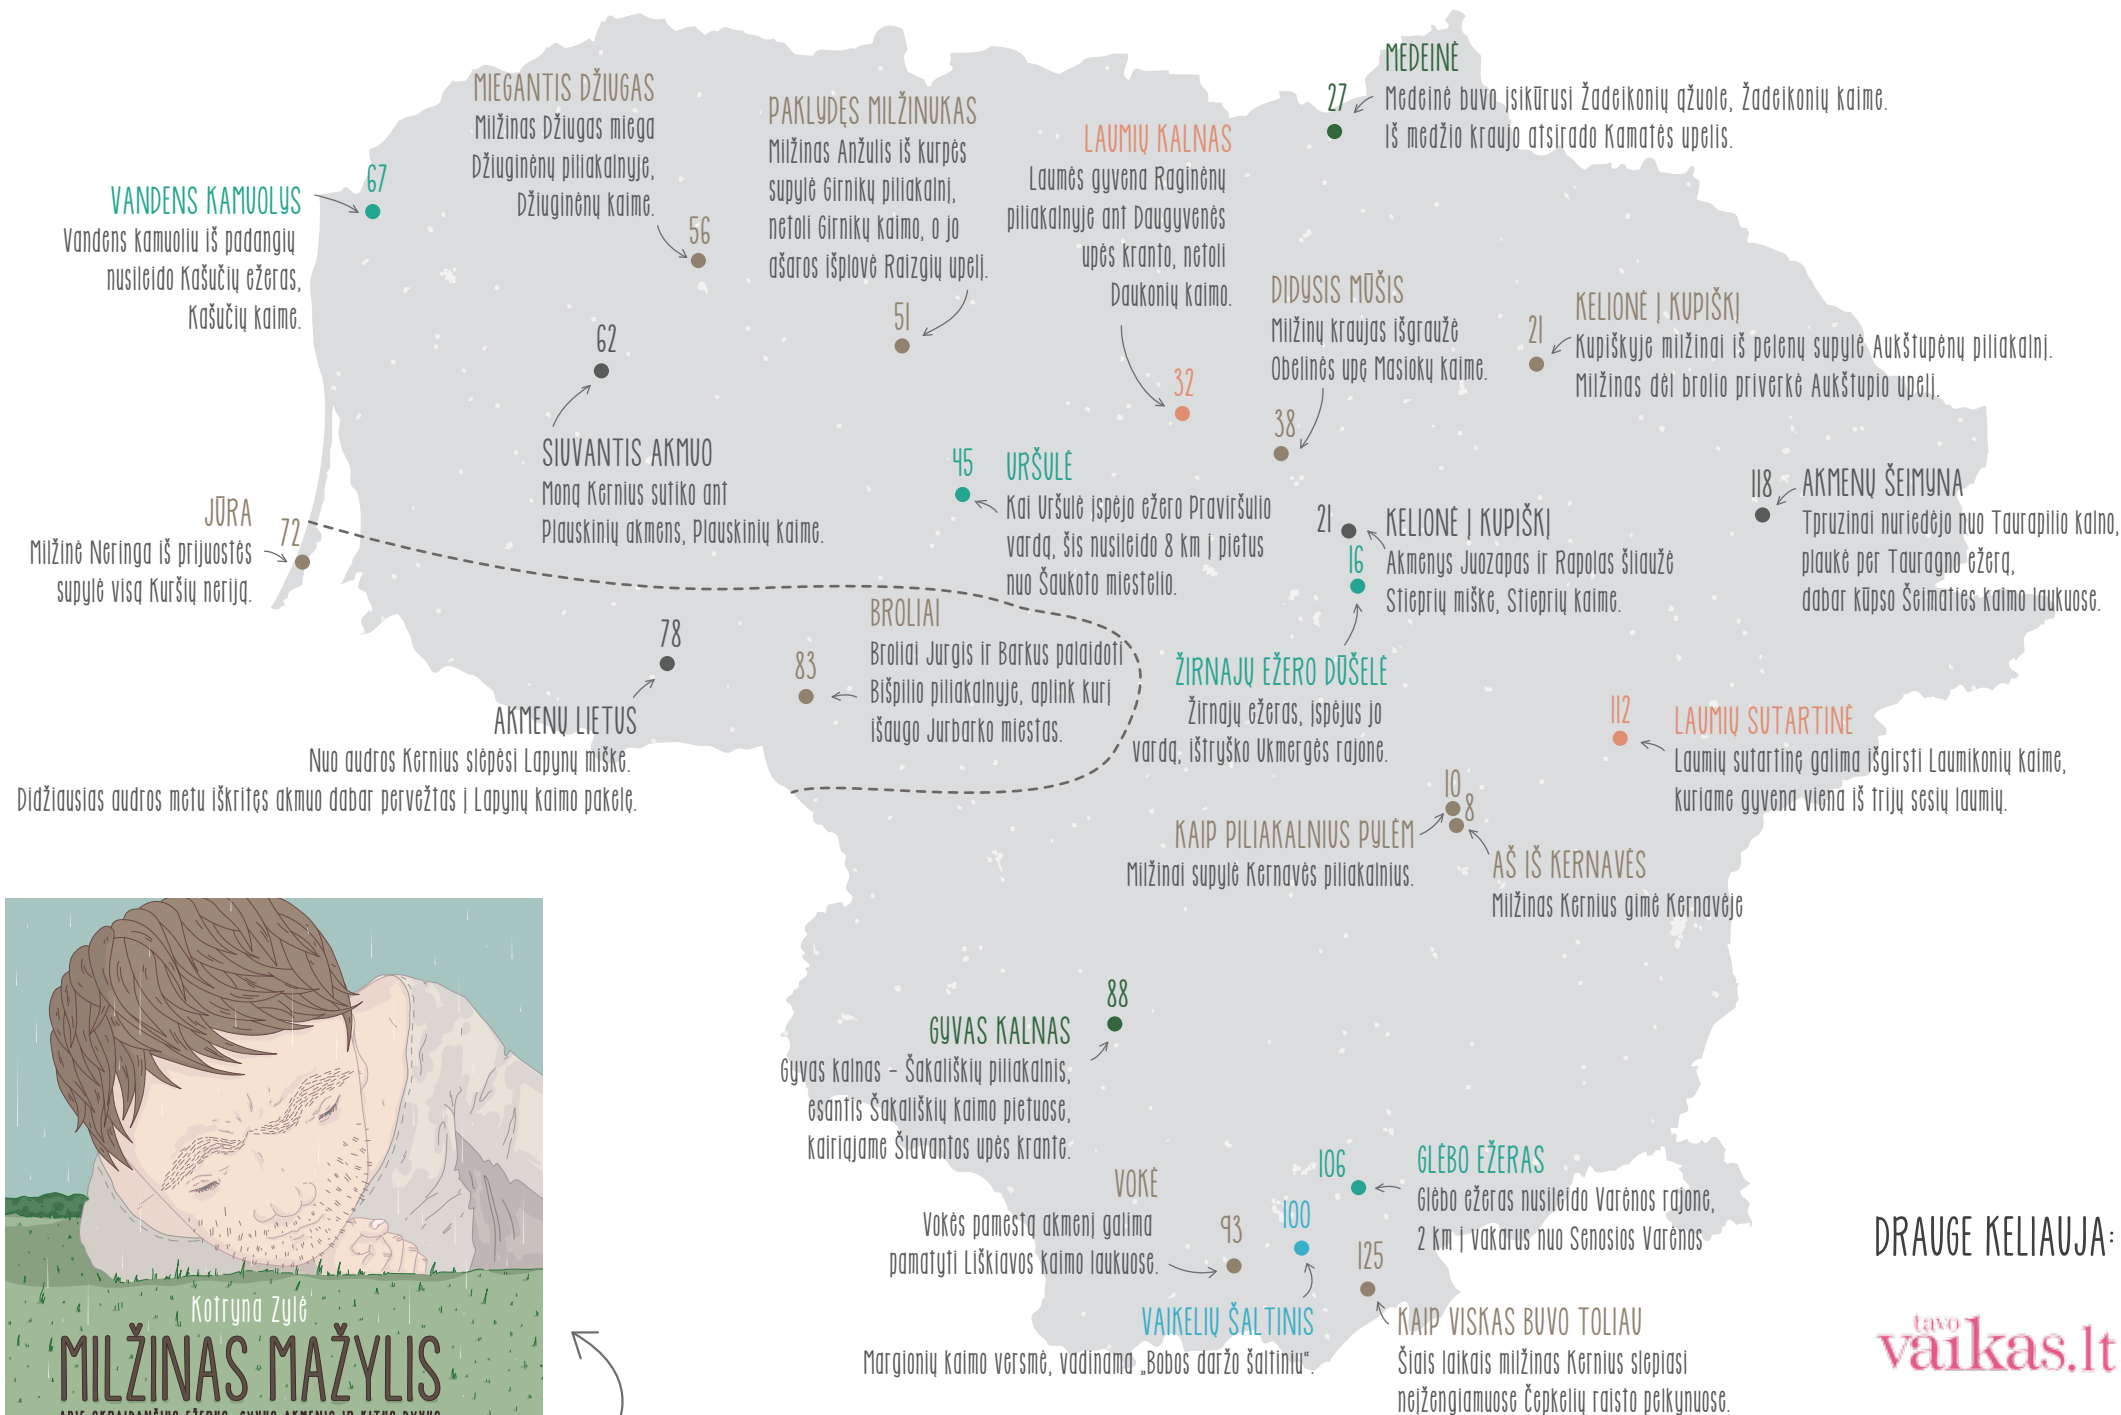 MIEGANTIS DŽIUGAS
Milžinas Džiugas miega
Džiuginėnų piliakalnyje,
Džiuginėnų kaime.
56
PAKLYDĘS MILŽINUKAS
Milžinas Anžulis iš kurpės
supylė Girnikų piliakalnį,
netoli Girnikų kaimo, o jo
ašaros išplovė Raizgių upelį.
51
LAUMIŲ KALNAS
Laumės gyvena Raginėnų
piliakalnyje ant Daugyvenės
upės kranto, netoli
Daukonių kaimo.
32
MEDEINĖ
27
Medeinė buvo įsikūrusi Žadeikonių ąžuole, Žadeikonių kaime.
Iš medžio kraujo atsirado Kamatės upelis.
VANDENS KAMUOLYS
67
Vandens kamuoliu iš padangių
nusileido Kašučių ežeras,
Kašučių kaime.
DIDYSIS MŪŠIS
Milžinų kraujas išgraužė
Obelinės upę Masiokų kaime.
38
KELIONĖ Į KUPIŠKĮ
21
Kupiškyje milžinai iš pelenų supylė Aukštupėnų piliakalnį.
Milžinas dėl brolio priverkė Aukštupio upelį.
62
SIUVANTIS AKMUO
Moną Kernius sutiko ant
Plauskinių akmens, Plauskinių kaime.
45
URŠULĖ
Kai Uršulė įspėjo ežero Praviršulio
vardą, šis nusileido 8 km į pietus
nuo Šaukoto miestelio.
21
KELIONĖ Į KUPIŠKĮ
Akmenys Juozapas ir Rapolas šliaužė
Stieprių miške, Stieprių kaime.
118
AKMENŲ ŠEIMYNA
Tpruzinai nuriedėjo nuo Taurapilio kalno,
plaukė per Tauragno ežerą,
dabar kūpso Šeimaties kaimo laukuose.
JŪRA
72
Milžinė Neringa iš prijuostės
supylė visą Kuršių neriją.
16
ŽIRNAJŲ EŽERO DŪŠELĖ
Žirnajų ežeras, įspėjus jo
vardą, ištryško Ukmergės rajone.
78
AKMENŲ LIETUS
Nuo audros Kernius slėpėsi Lapynų miške.
Didžiausias audros metu iškritęs akmuo dabar pervežtas į Lapynų kaimo pakelę.
83
BROLIAI
Broliai Jurgis ir Barkus palaidoti
Bišpilio piliakalnyje, aplink kurį
išaugo Jurbarko miestas.
112
LAUMIŲ SUTARTINĖ
Laumių sutartinę galima išgirsti Laumikonių kaime,
kuriame gyvena viena iš trijų sesių laumių.
10
KAIP PILIAKALNIUS PYLĖM
Milžinai supylė Kernavės piliakalnius.
8
AŠ IŠ KERNAVĖS
Milžinas Kernius gimė Kernavėje
88
GYVAS KALNAS
Gyvas kalnas – Šakališkių piliakalnis,
esantis Šakališkių kaimo pietuose,
kairiajame Šlavantos upės krante.
106
GLĖBO EŽERAS
Glėbo ežeras nusileido Varėnos rajone,
2 km į vakarus nuo Senosios Varėnos
VOKĖ
93
Vokės pamestą akmenį galima
pamatyti Liškiavos kaimo laukuose.
100
VAIKELIŲ ŠALTINIS
Margionių kaimo versmė, vadinama „Bobos daržo šaltiniu“.
125
KAIP VISKAS BUVO TOLIAU
Šiais laikais milžinas Kernius slepiasi
neįžengiamuose Čepkelių raisto pelkynuose.
Kotryna Zylė
MILŽINAS MAŽYLIS
DRAUGE KELIAUJA:
tavo
vaikas.lt